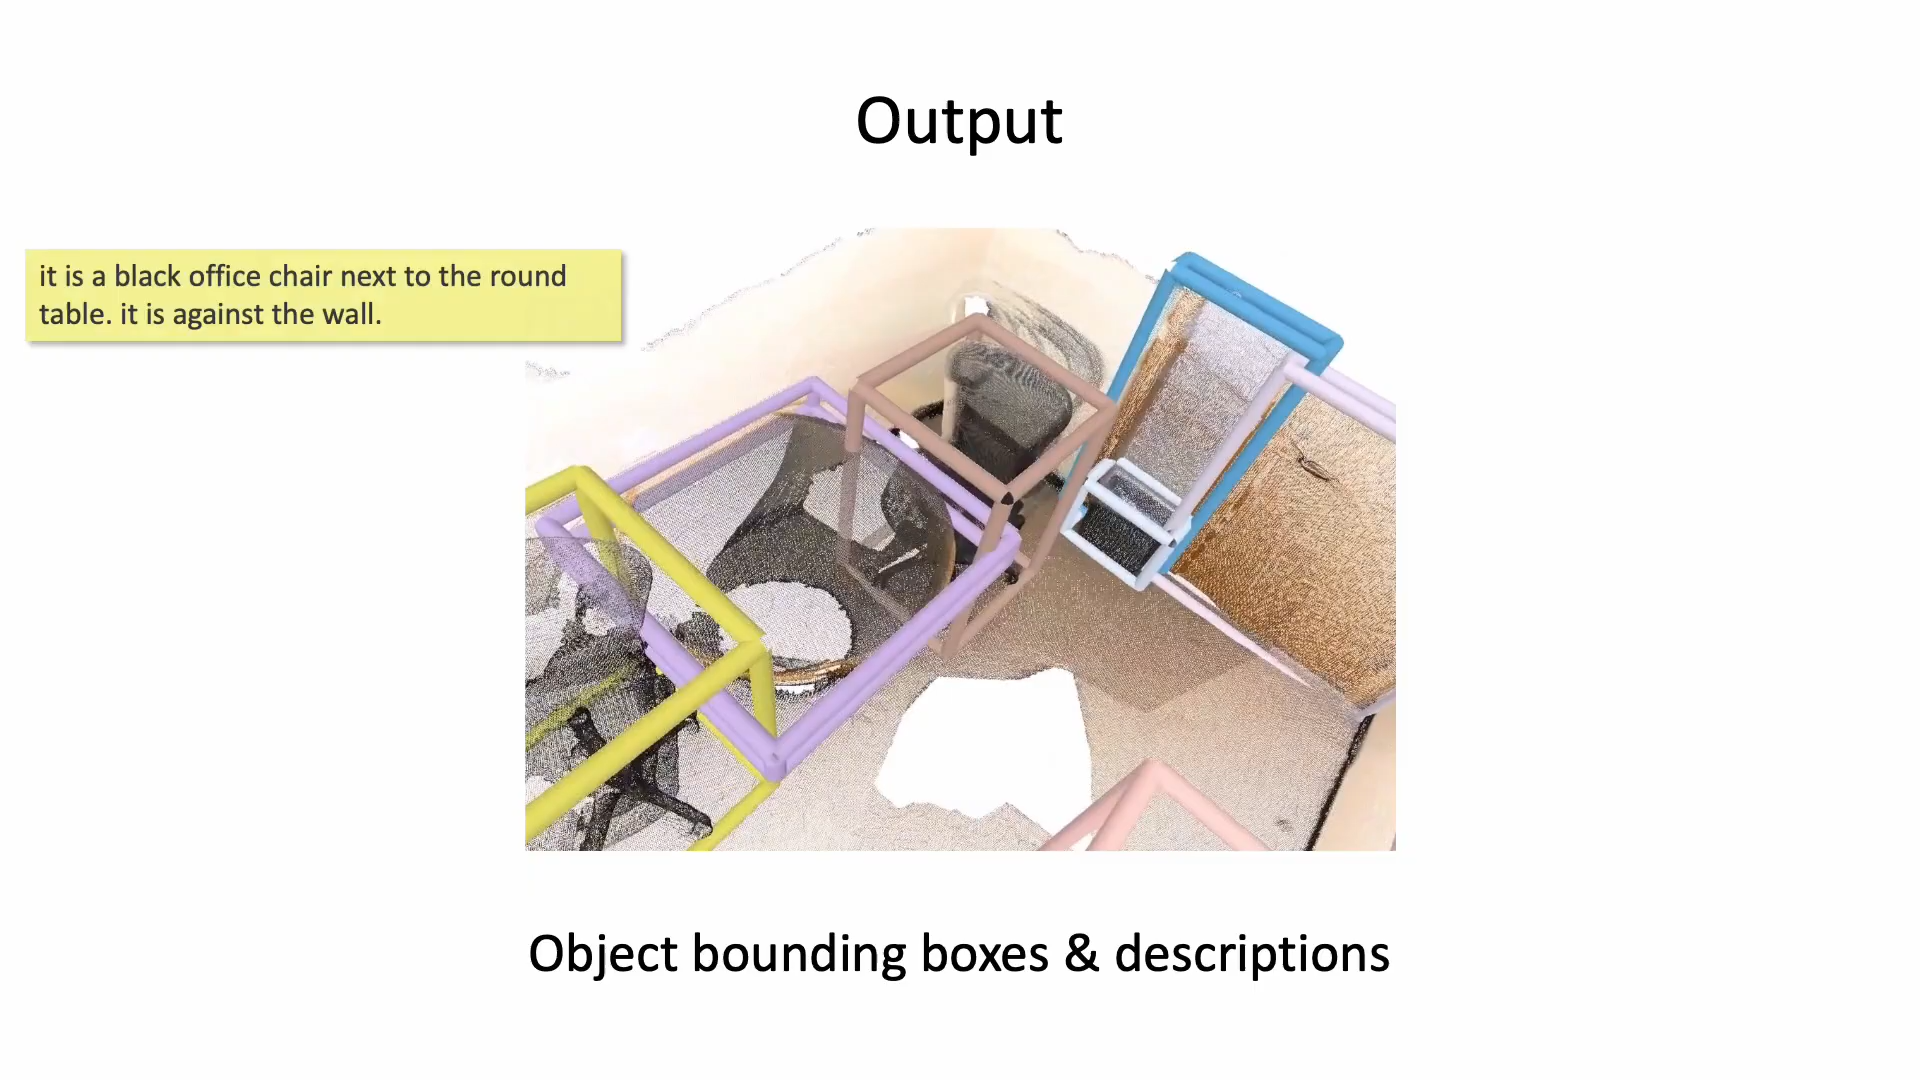 Output
it is a black office chair next to the round
table. it is against the wall.
Object bounding boxes & descriptions